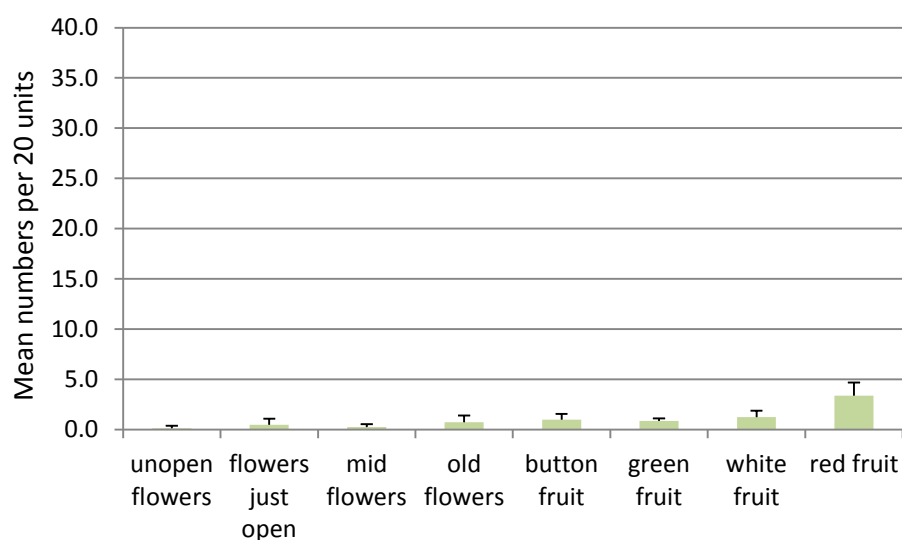 Mean numbers per 20 units
40.0
35.0
30.0
25.0
20.0
15.0
10.0
5.0
0.0
unopen
flowers
flowers
just
open
mid
flowers
old
flowers
button
fruit
green
fruit
white
fruit
red fruit